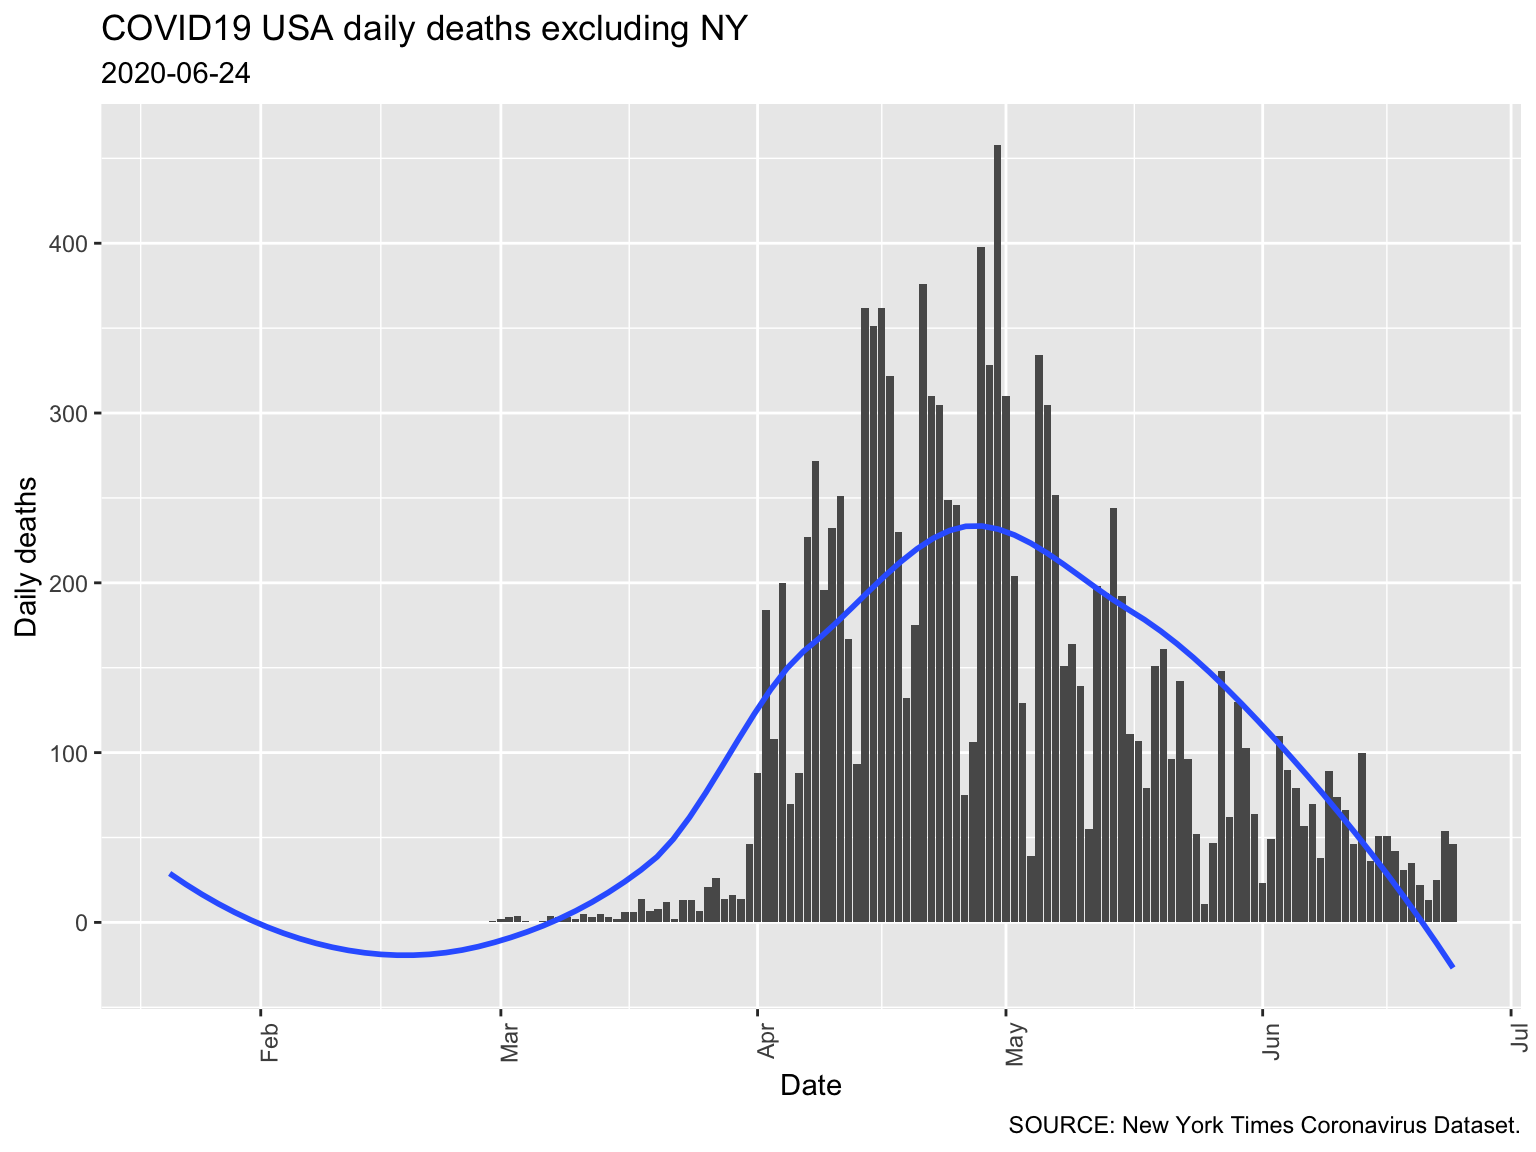 COVID19 USA daily deaths excluding NY
2020-06-24
Daily deaths
400
300
200
100
0
Feb
Mar
Apr
May
Jun
Jul
Date
SOURCE: New York Times Coronavirus Dataset.